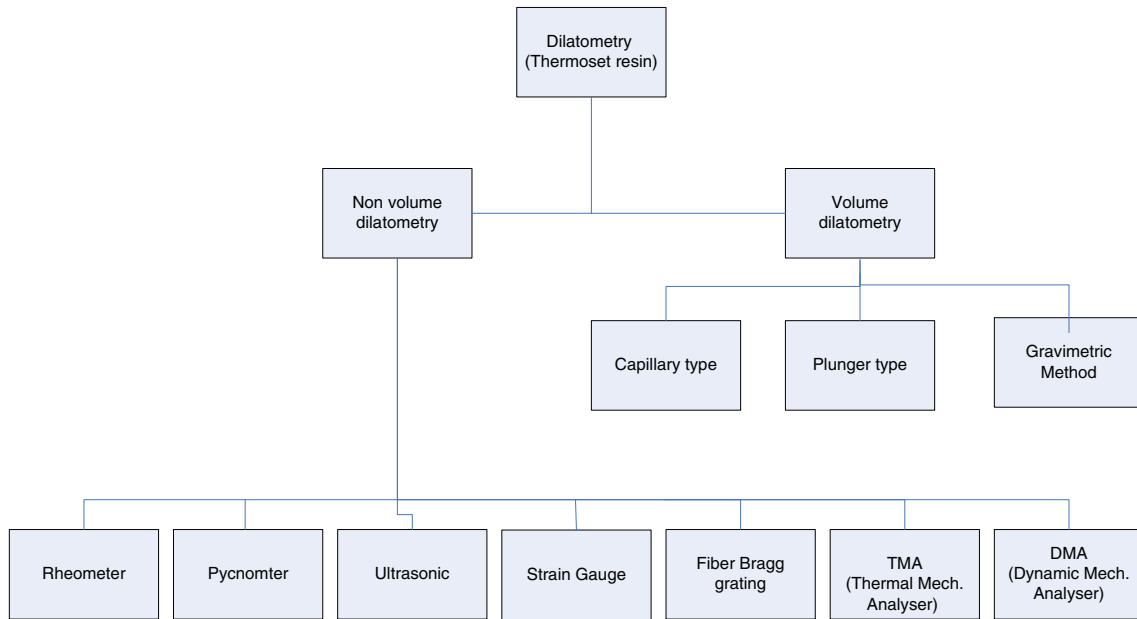 Dilatometry
(Thermoset resin)
Non volume
dilatometry
Volume
dilatometry
Capillary type
Plunger type
Gravimetric
Method
Rheometer
Pycnomter
Ultrasonic
Strain Gauge
Fiber Bragg
grating
TMA
(Thermal Mech.
Analyser)
DMA
(Dynamic Mech.
Analyser)